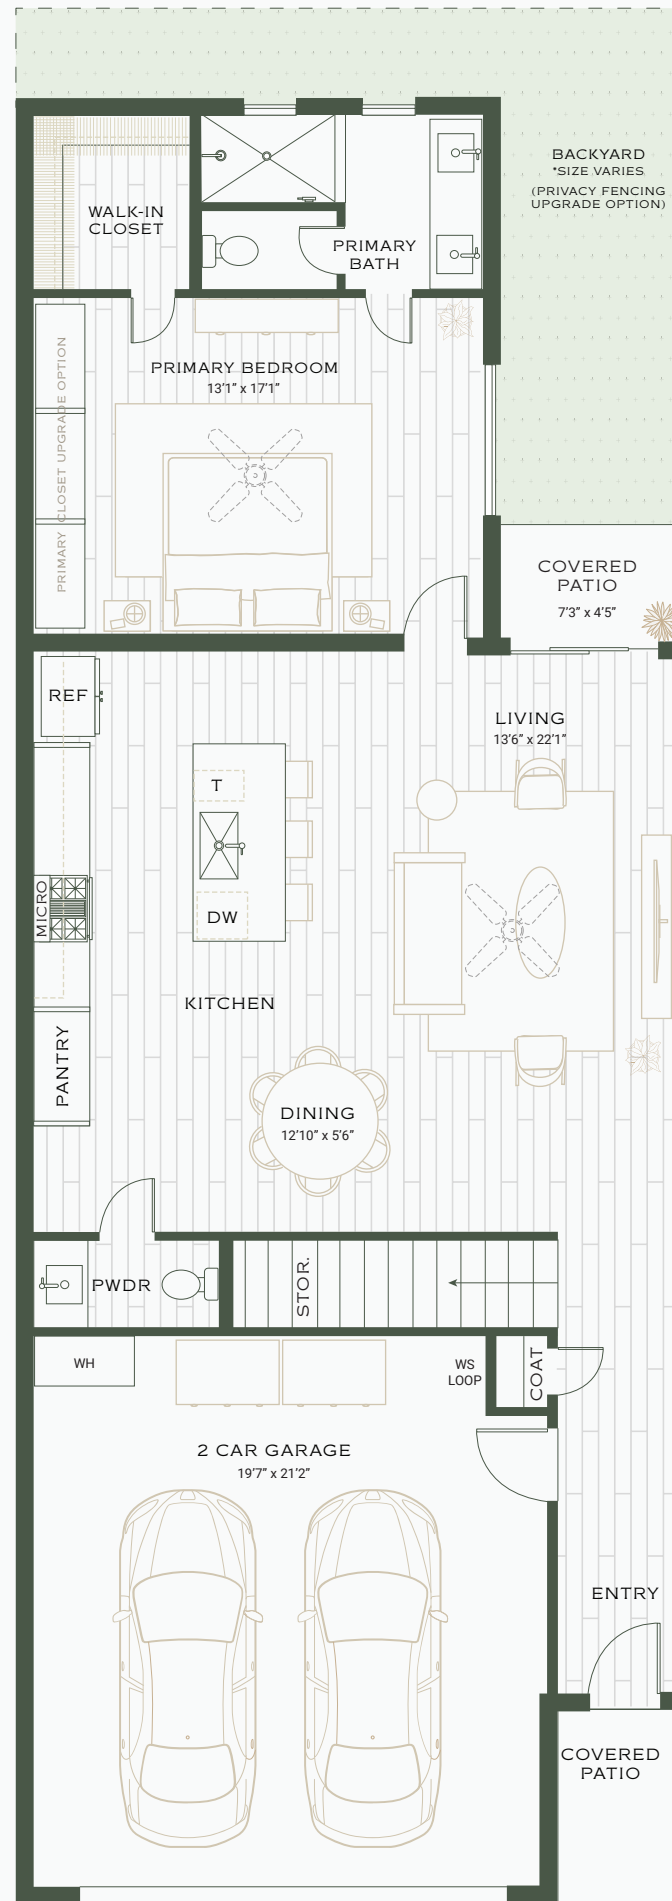 BACKYARD
*SIZE VARIES
(PRIVACY FENCING
UPGRADE OPTION)
WALK-IN
CLOSET
PRIMARY
BATH
PRIMARY BEDROOM
13'1" x 17'1"
PRIMARY CLOSET UPGRADE OPTION
COVERED
PATIO
7'3" x 4'5"
REF
LIVING
13'6" x 22'1"
T
MICRO
DW
KITCHEN
PANTRY
DINING
12'10" x 5'6"
PWDR
STOR.
WH
WS
LOOP
COAT
2 CAR GARAGE
19'7" x 21'2"
ENTRY
COVERED
PATIO